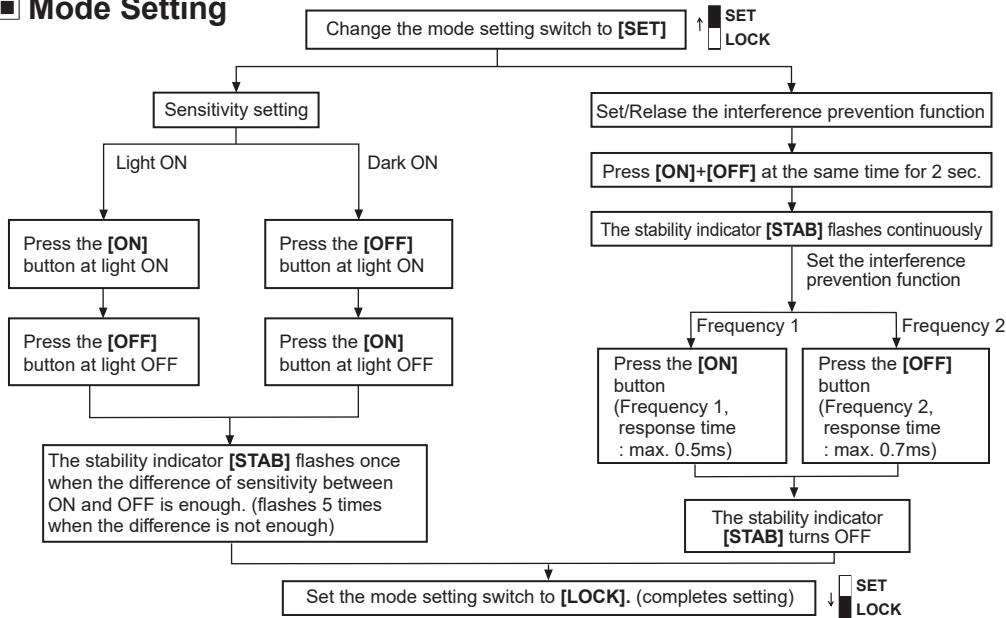 Mode Setting
Change the mode setting switch to [SET]
↑
SET
LOCK
Sensitivity setting
Light ON
Dark ON
Press the [ON]
button at light ON
Press the [OFF]
button at light ON
Press the [OFF]
button at light OFF
Press the [ON]
button at light OFF
The stability indicator [STAB] flashes once
when the difference of sensitivity between
ON and OFF is enough. (flashes 5 times
when the difference is not enough)
Set/Relase the interference prevention function
Press [ON]+[OFF] at the same time for 2 sec.
The stability indicator [STAB] flashes continuously
Set the interference
prevention function
Frequency 1
Frequency 2
Press the [ON]
button
(Frequency 1,
response time
: max. 0.5ms)
Press the [OFF]
button
(Frequency 2,
response time
: max. 0.7ms)
The stability indicator
[STAB] turns OFF
Set the mode setting switch to [LOCK]. (completes setting)
↓
SET
LOCK